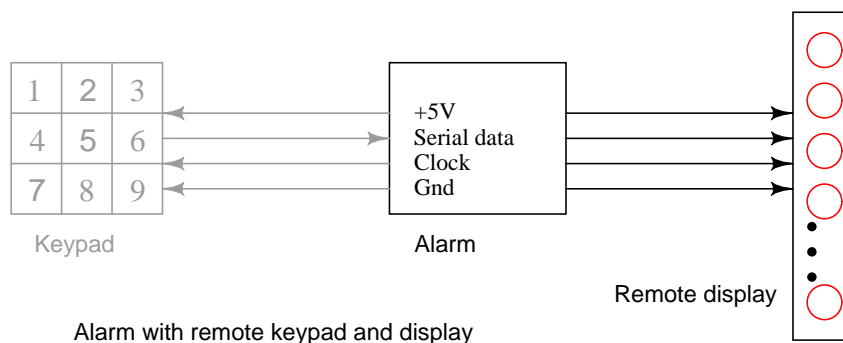 1 2 3
4 5 6
7 8 9
Keypad
+5V
Serial data
Clock
Gnd
Alarm
Remote display
Alarm with remote keypad and display